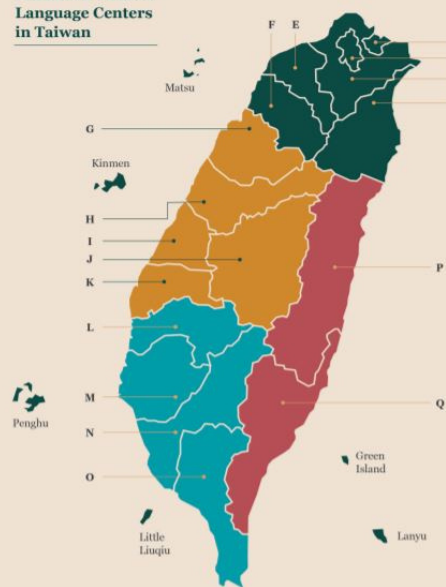 Language Centers
in Taiwan
F
E
Matsu
G
Kinmen
H
I
J
P
K
L
M
Q
Penghu
N
Green
Island
O
Little
Liuqiu
Lanyu